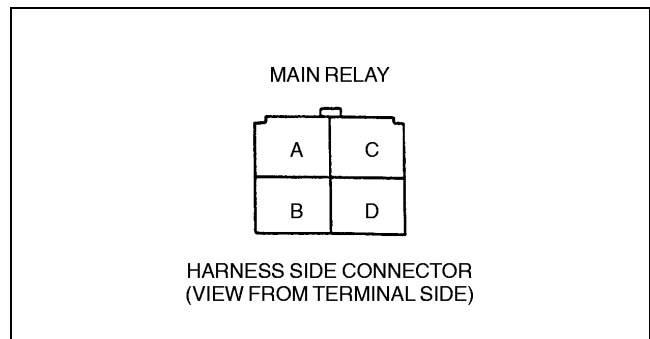 MAIN RELAY
A C
B D
HARNESS SIDE CONNECTOR
(VIEW FROM TERMINAL SIDE)